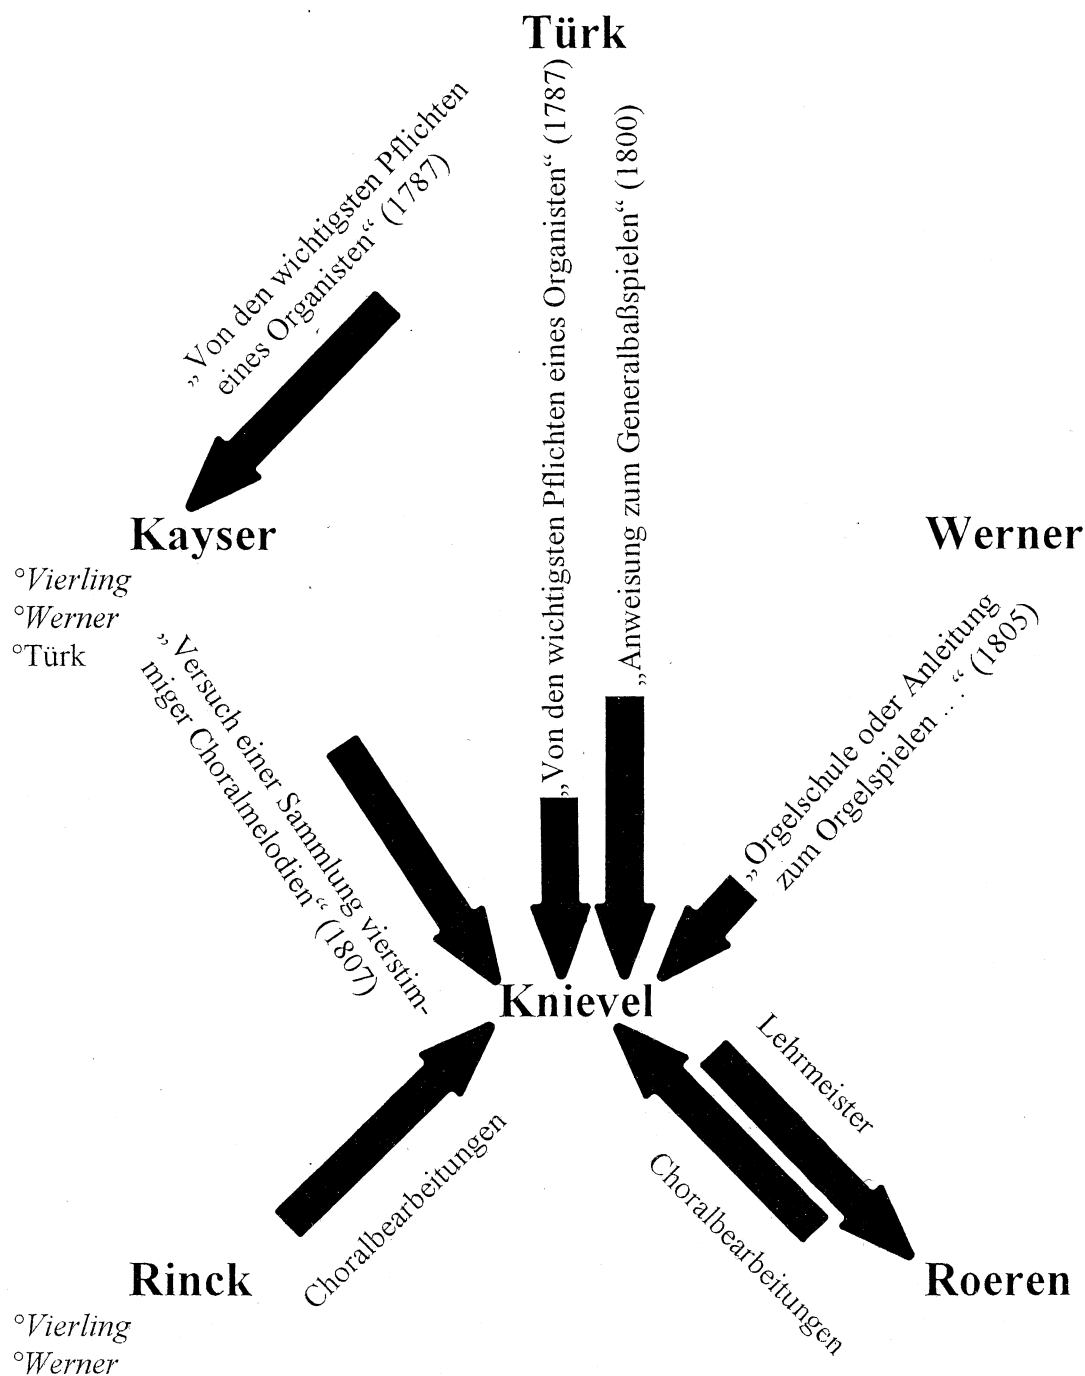 Türk
„Von den wichtigsten Pflichten
eines Organisten“ (1787)
„Von den wichtigsten Pflichten eines Organisten“ (1787)
„Anweisung zum Generalbaßspielen“ (1800)
Kayser
°Vierling
°Werner
°Türk
Werner
„ Versuch einer Sammlung vierstim-
miger Choralmelodien“ (1807)
„Orgelschule oder Anleitung
zum Orgelspielen ... .“ (1805)
Knievel
Lehrmeister
Choralbearbeitungen
Choralbearbeitungen
Rinck
°Vierling
°Werner
Roeren